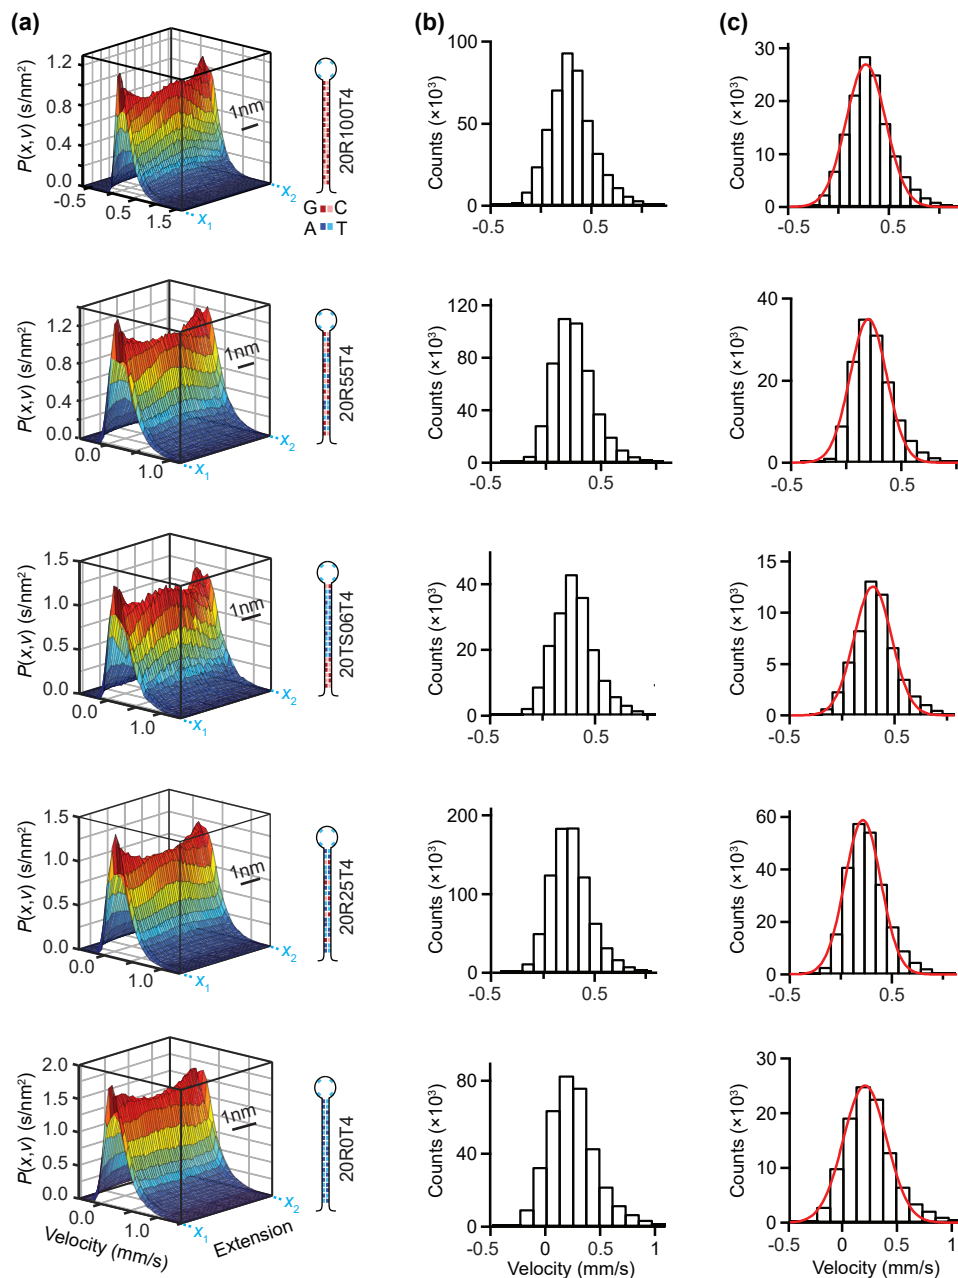 (a)
(b)
(c)
P(x,v) (s/nm²)
1.2
1.0
0.8
0.6
0.4
0.2
0.0
-0.5
0.5
1.5
x₁
x₂
1nm
20R100T4
G C
A T
Counts (×10³)
100
50
0
-0.5
0.5
Counts (×10³)
30
20
10
0
-0.5
0.5
P(x,v) (s/nm²)
1.2
0.8
0.4
0.0
0.0
1.0
x₁
x₂
1nm
20R55T4
Counts (×10³)
120
80
40
0
-0.5
0.5
Counts (×10³)
40
20
0
-0.5
0.5
P(x,v) (s/nm²)
1.5
1.0
0.5
0.0
0.0
1.0
x₁
x₂
1nm
20TS06T4
Counts (×10³)
40
20
0
-0.5
0.5
Counts (×10³)
15
10
5
0
-0.5
0.5
P(x,v) (s/nm²)
1.5
1.0
0.5
0.0
0.0
1.0
x₁
x₂
1nm
20R25T4
Counts (×10³)
200
100
0
-0.5
0.5
Counts (×10³)
60
40
20
0
-0.5
0.5
P(x,v) (s/nm²)
2.0
1.5
1.0
0.5
0.0
0.0
1.0
x₁
x₂
1nm
Velocity (mm/s)
Extension
20R0T4
Counts (×10³)
80
40
0
-0.5
0
0.5
1
Velocity (mm/s)
Counts (×10³)
30
20
10
0
-0.5
0
0.5
1
Velocity (mm/s)